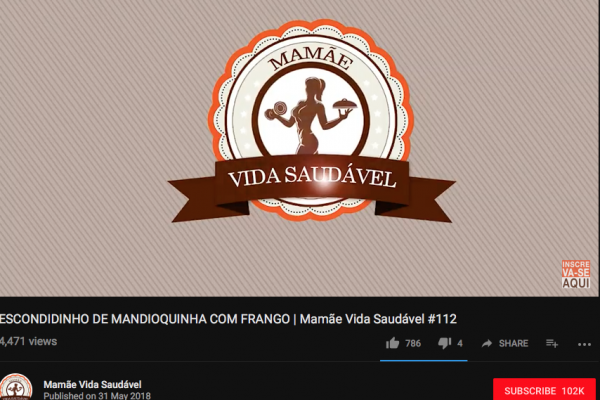 MAMÃE
VIDA SAUDÁVEL
INSCRE
VA-SE
AQUI
ESCONDIDINHO DE MANDIOQUINHA COM FRANGO | Mamãe Vida Saudável #112
4,471 views
786
4
SHARE
Mamãe Vida Saudável
SUBSCRIBE 102K
Published on 31 May 2018